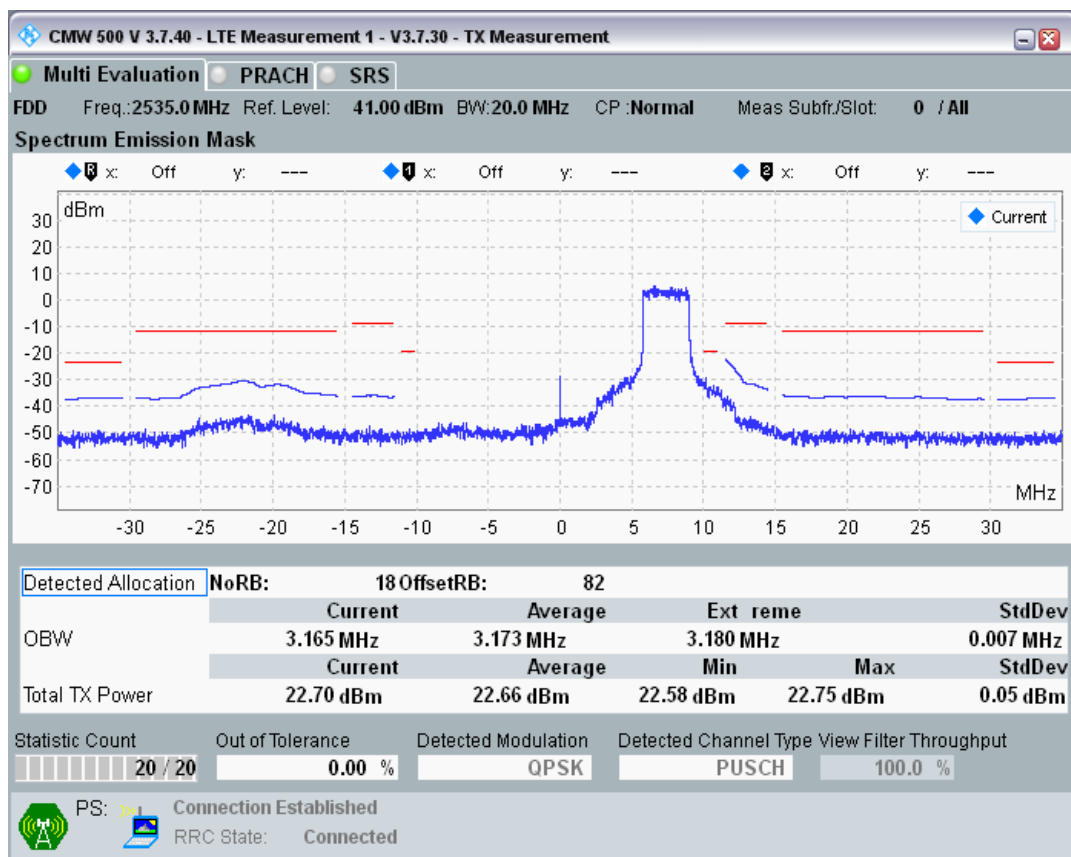 CMW 500 V 3.7.40 - LTE Measurement 1 - V3.7.30 - TX Measurement
Multi Evaluation PRACH SRS
FDD Freq.:2535.0 MHz Ref. Level: 41.00 dBm BW:20.0 MHz CP :Normal Meas Subfr./Slot: 0 / All
Spectrum Emission Mask
R x: Off y: --- 1 x: Off y: --- 2 x: Off y: ---
dBm
Current
30
20
10
0
-10
-20
-30
-40
-50
-60
-70
MHz
-30 -25 -20 -15 -10 -5 0 5 10 15 20 25 30
Detected Allocation NoRB: 18 OffsetRB: 82
Current Average Ext reme StdDev
OBW 3.165 MHz 3.173 MHz 3.180 MHz 0.007 MHz
Current Average Min Max StdDev
Total TX Power 22.70 dBm 22.66 dBm 22.58 dBm 22.75 dBm 0.05 dBm
Statistic Count Out of Tolerance Detected Modulation Detected Channel Type View Filter Throughput
20 / 20 0.00 % QPSK PUSCH 100.0 %
PS: Connection Established
RRC State: Connected